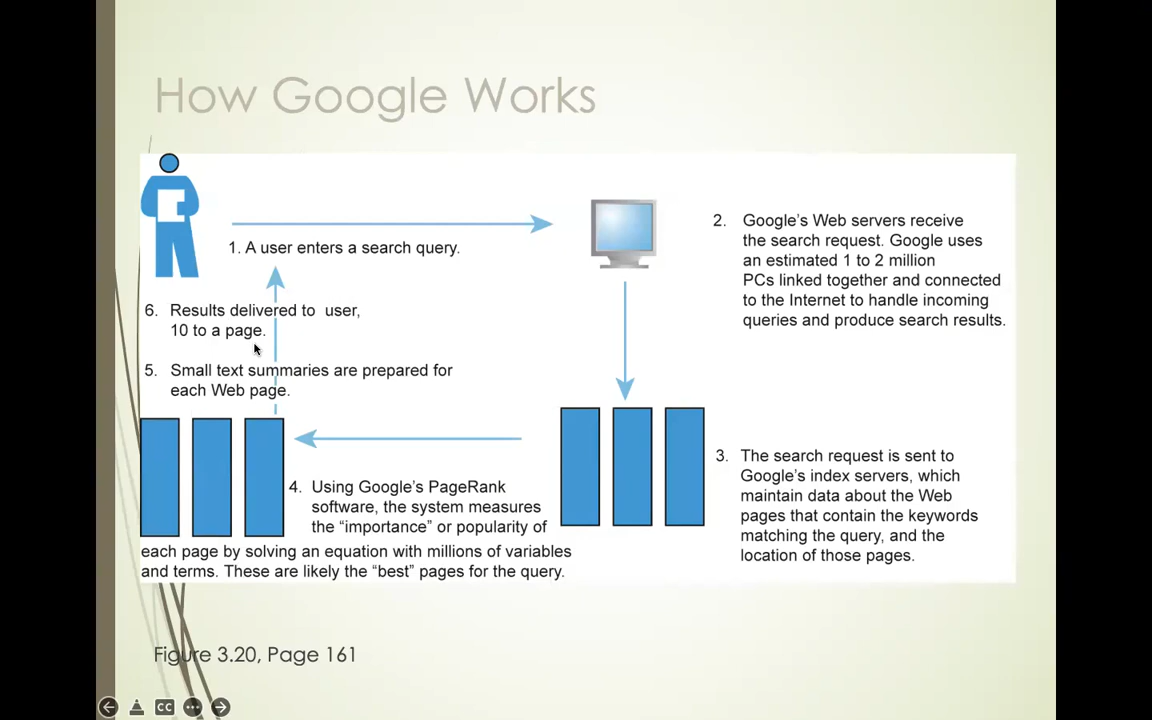 How Google Works
1. A user enters a search query.
2. Google's Web servers receive
the search request. Google uses
an estimated 1 to 2 million
PCs linked together and connected
to the Internet to handle incoming
queries and produce search results.
3. The search request is sent to
Google's index servers, which
maintain data about the Web
pages that contain the keywords
matching the query, and the
location of those pages.
4. Using Google's PageRank
software, the system measures
the “importance” or popularity of
each page by solving an equation with millions of variables
and terms. These are likely the “best” pages for the query.
5. Small text summaries are prepared for
each Web page.
6. Results delivered to user,
10 to a page.
Figure 3.20, Page 161
CC